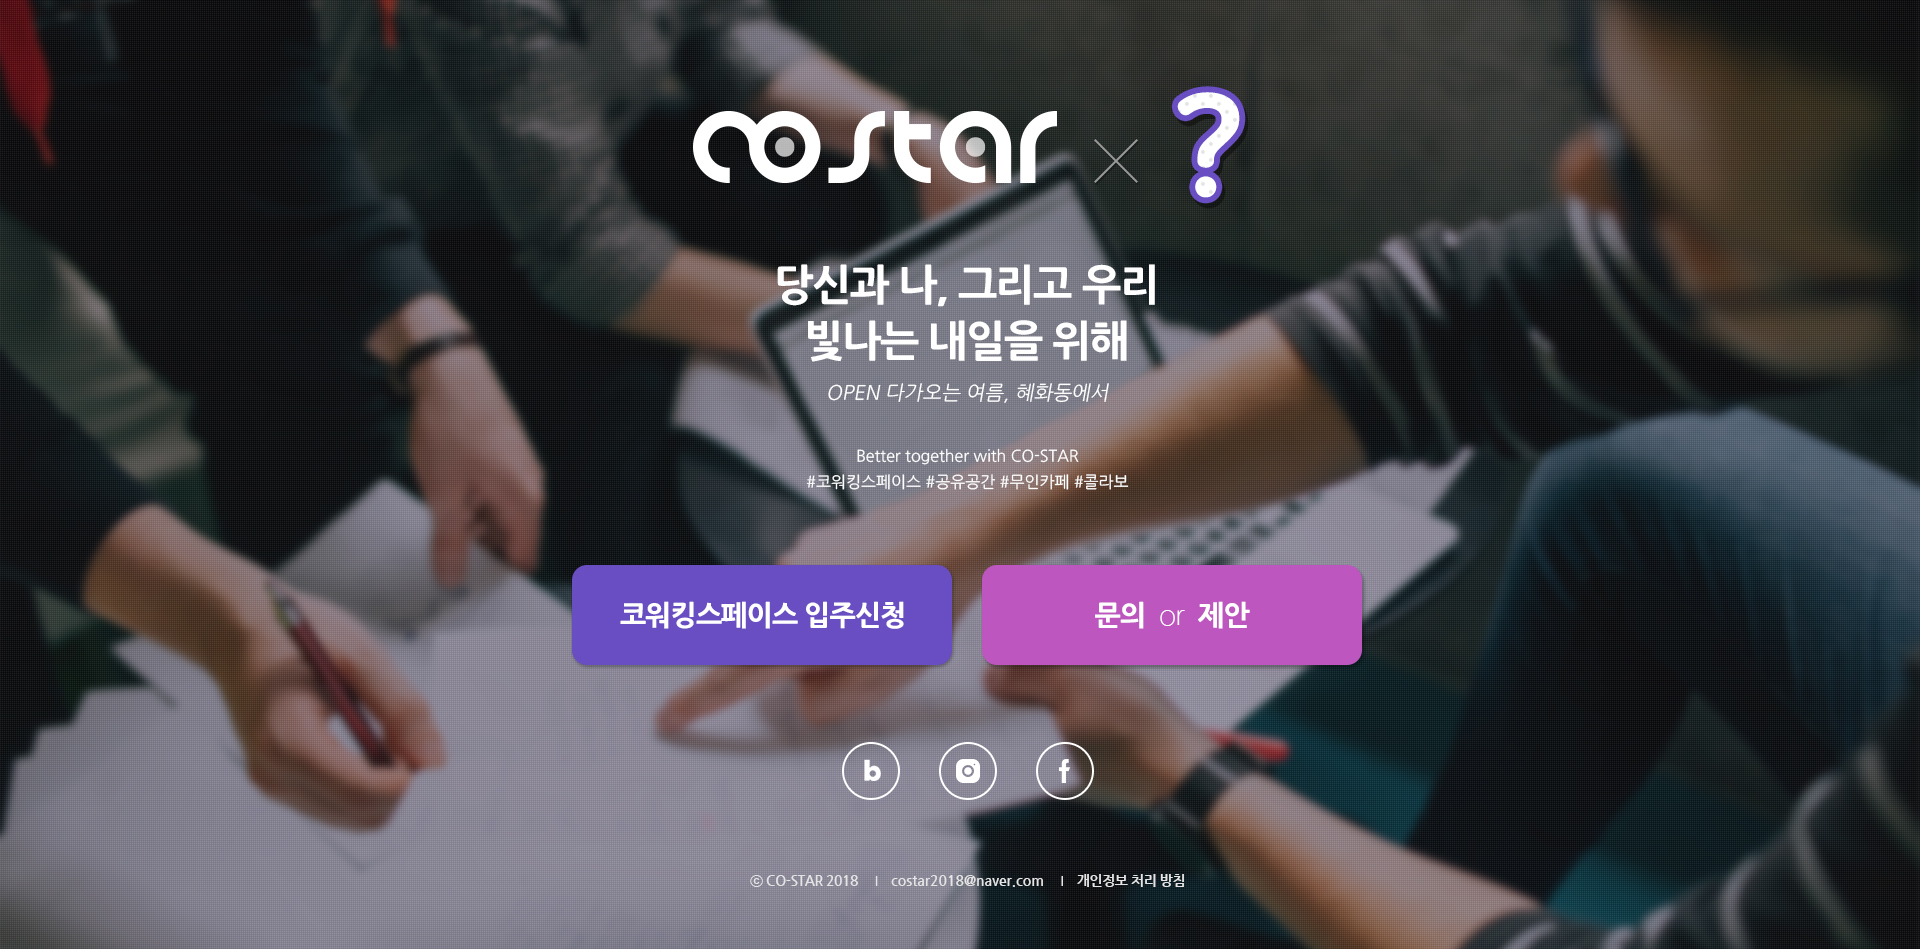 costar × ?
당신과 나, 그리고 우리
빛나는 내일을 위해
OPEN 다가오는 여름, 혜화동에서
Better together with CO-STAR
#코워킹스페이스 #공유공간 #무인카페 #콜라보
코워킹스페이스 입주신청
문의 or 제안
b
f
ⓒ CO-STAR 2018 | costar2018@naver.com | 개인정보 처리 방침